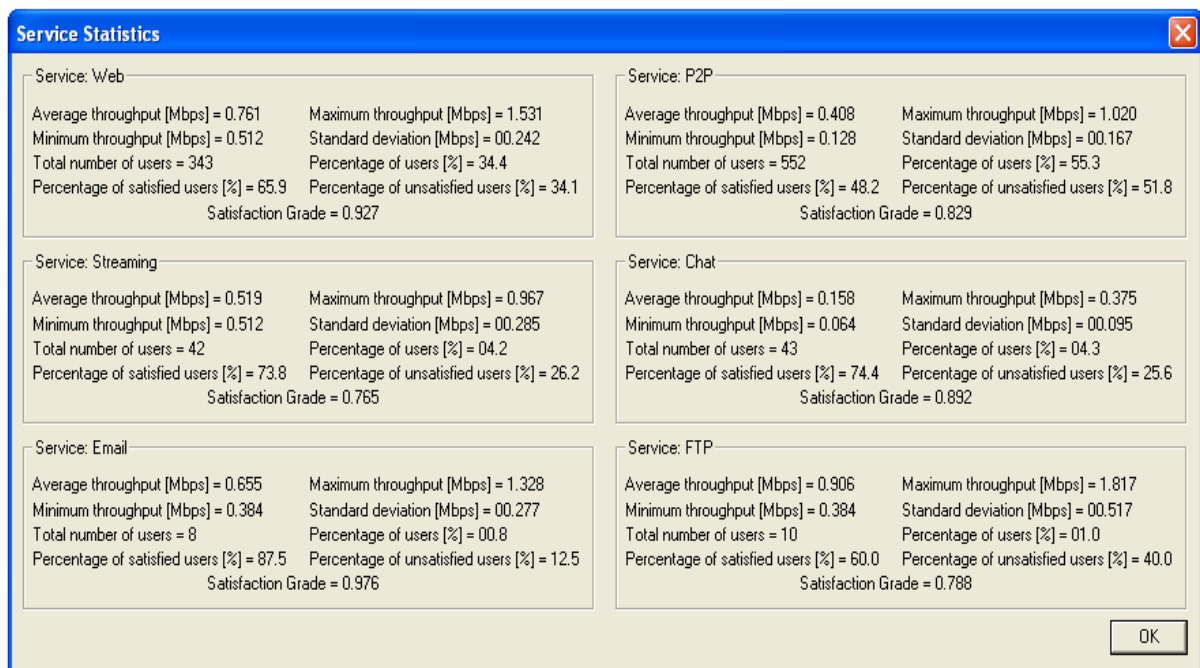 Service Statistics
Service: Web
Average throughput [Mbps] = 0.761 Maximum throughput [Mbps] = 1.531
Minimum throughput [Mbps] = 0.512 Standard deviation [Mbps] = 00.242
Total number of users = 343 Percentage of users [%] = 34.4
Percentage of satisfied users [%] = 65.9 Percentage of unsatisfied users [%] = 34.1
Satisfaction Grade = 0.927
Service: P2P
Average throughput [Mbps] = 0.408 Maximum throughput [Mbps] = 1.020
Minimum throughput [Mbps] = 0.128 Standard deviation [Mbps] = 00.167
Total number of users = 552 Percentage of users [%] = 55.3
Percentage of satisfied users [%] = 48.2 Percentage of unsatisfied users [%] = 51.8
Satisfaction Grade = 0.829
Service: Streaming
Average throughput [Mbps] = 0.519 Maximum throughput [Mbps] = 0.967
Minimum throughput [Mbps] = 0.512 Standard deviation [Mbps] = 00.285
Total number of users = 42 Percentage of users [%] = 04.2
Percentage of satisfied users [%] = 73.8 Percentage of unsatisfied users [%] = 26.2
Satisfaction Grade = 0.765
Service: Chat
Average throughput [Mbps] = 0.158 Maximum throughput [Mbps] = 0.375
Minimum throughput [Mbps] = 0.064 Standard deviation [Mbps] = 00.095
Total number of users = 43 Percentage of users [%] = 04.3
Percentage of satisfied users [%] = 74.4 Percentage of unsatisfied users [%] = 25.6
Satisfaction Grade = 0.892
Service: Email
Average throughput [Mbps] = 0.655 Maximum throughput [Mbps] = 1.328
Minimum throughput [Mbps] = 0.384 Standard deviation [Mbps] = 00.277
Total number of users = 8 Percentage of users [%] = 00.8
Percentage of satisfied users [%] = 87.5 Percentage of unsatisfied users [%] = 12.5
Satisfaction Grade = 0.976
Service: FTP
Average throughput [Mbps] = 0.906 Maximum throughput [Mbps] = 1.817
Minimum throughput [Mbps] = 0.384 Standard deviation [Mbps] = 00.517
Total number of users = 10 Percentage of users [%] = 01.0
Percentage of satisfied users [%] = 60.0 Percentage of unsatisfied users [%] = 40.0
Satisfaction Grade = 0.788
OK